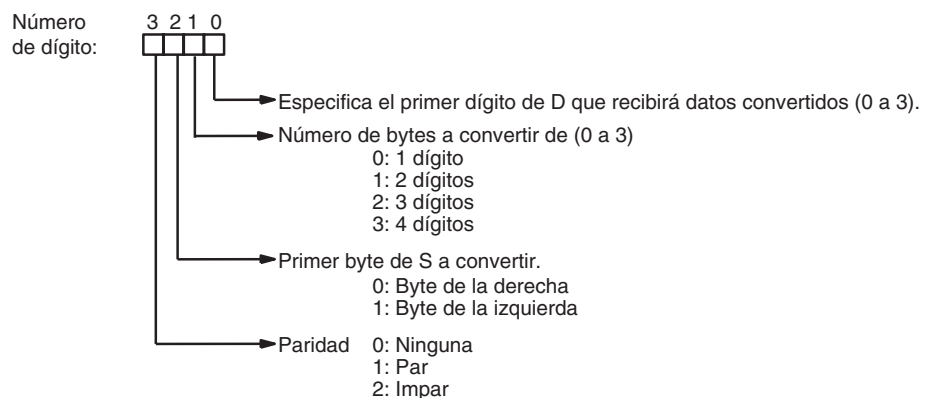 Número 3 2 1 0
de dígito:
Especifica el primer dígito de D que recibirá datos convertidos (0 a 3).
Número de bytes a convertir de (0 a 3)
0: 1 dígito
1: 2 dígitos
2: 3 dígitos
3: 4 dígitos
Primer byte de S a convertir.
0: Byte de la derecha
1: Byte de la izquierda
Paridad 0: Ninguna
1: Par
2: Impar